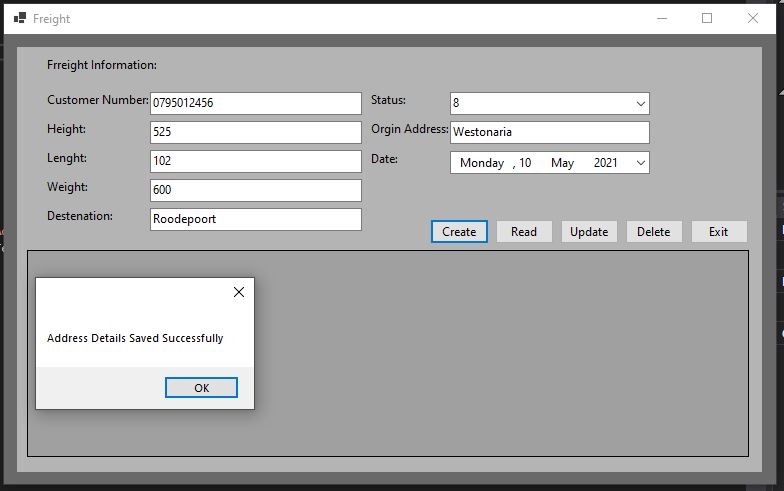 Freight
Frreight Information:
Customer Number: 0795012456 Status: 8
Height: 525 Orgin Address: Westonaria
Lenght: 102 Date: Monday , 10 May 2021
Weight: 600
Destenation: Roodepoort
Create Read Update Delete Exit
Address Details Saved Successfully
OK